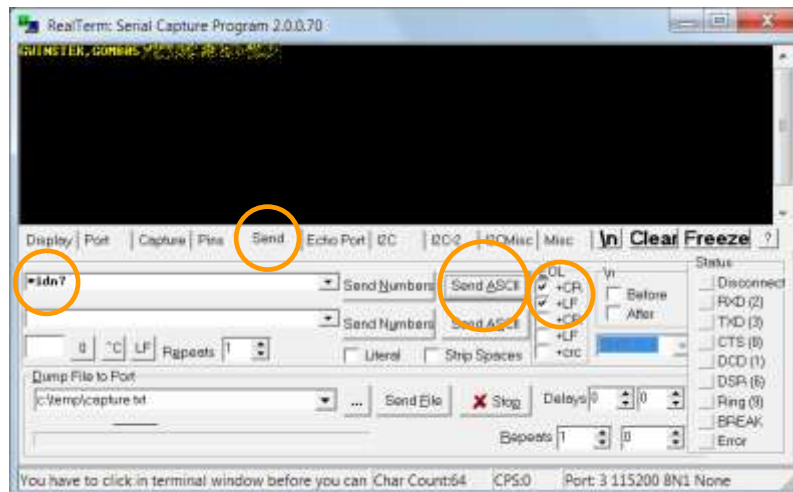 RealTerm: Serial Capture Program 2.0.0.70
Display Port Capture Pins Send Echo Port I2C I2C-2 I2CMisc Misc \n Clear Freeze ?
*idn?
Send Numbers Send ASCII
EOL
+CR
+LF
+CR
+LF
+crc
\n
Before
After
Send Numbers Send ASCII
0 ^C LF Repeats 1
Literal Strip Spaces
Dump File to Port
c:\temp\capture.txt ... Send File Stop Delays 0 0
Repeats 1 0
Status
Disconnect
RXD (2)
TXD (3)
CTS (8)
DCD (1)
DSR (6)
Ring (9)
BREAK
Error
You have to click in terminal window before you can Char Count:64 CPS:0 Port: 3 115200 8N1 None